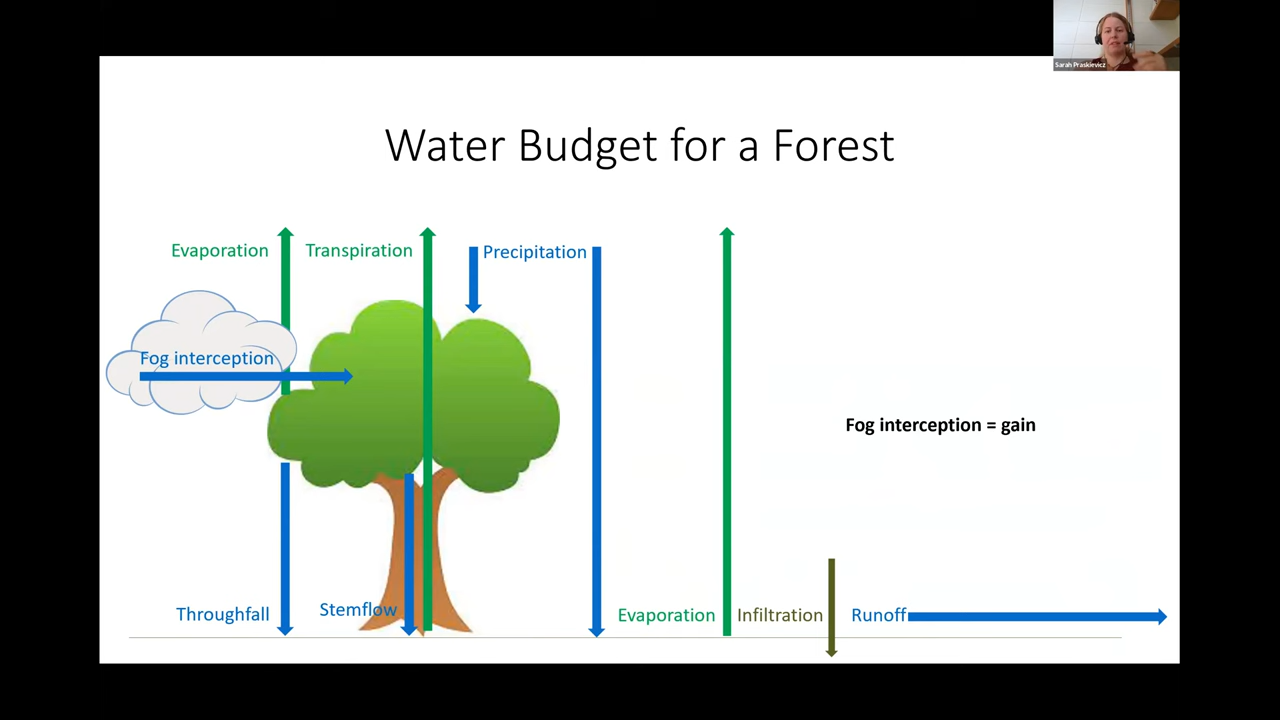 Sarah Praskievicz
Water Budget for a Forest
Evaporation
Transpiration
Precipitation
Fog interception
Fog interception = gain
Throughfall
Stemflow
Evaporation
Infiltration
Runoff